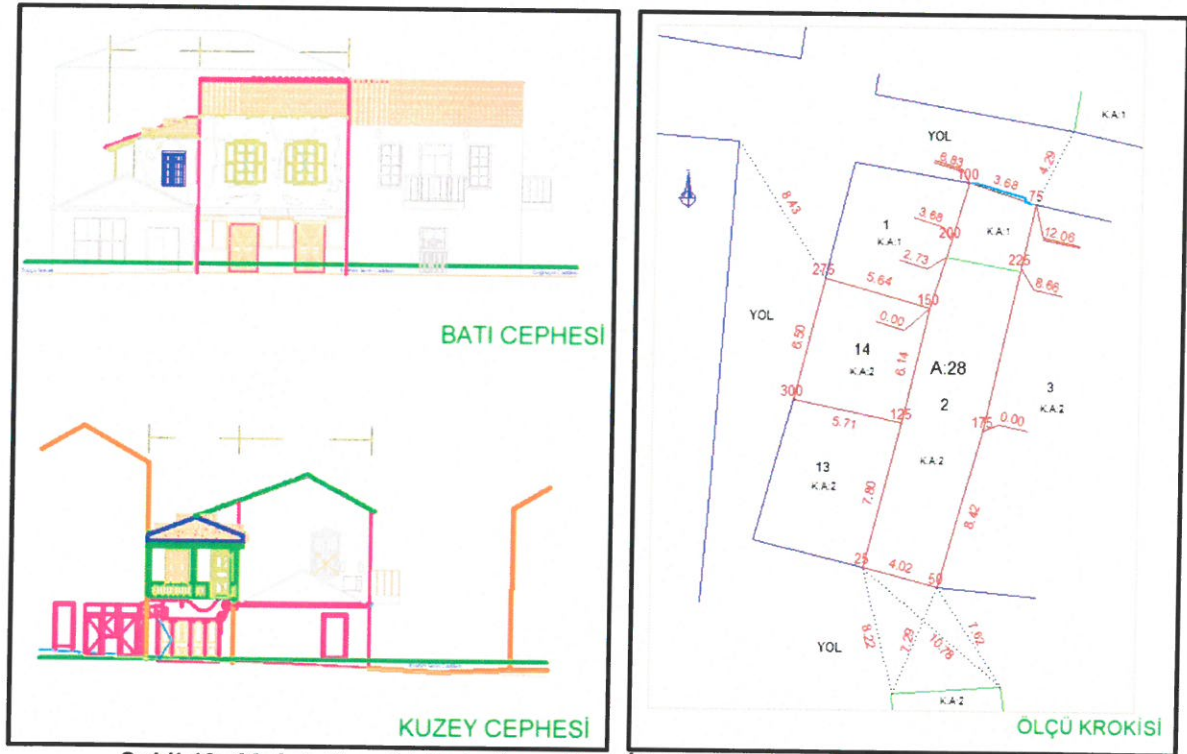 BATI CEPHESİ
KUZEY CEPHESİ
K.A:1
YOL
4.29
6.83
100
3.68
75
8.43
1
K.A:1
3.68
200
K.A:1
12.06
2.73
225
275
8.66
5.64
150
0.00
YOL
6.50
14
K.A:2
6.14
A:28
2
3
K.A:2
300
125
175
0.00
5.71
13
K.A:2
K.A:2
7.80
8.42
25
4.02
50
8.22
7.29
10.78
7.62
YOL
K.A:2
ÖLÇÜ KROKİSİ